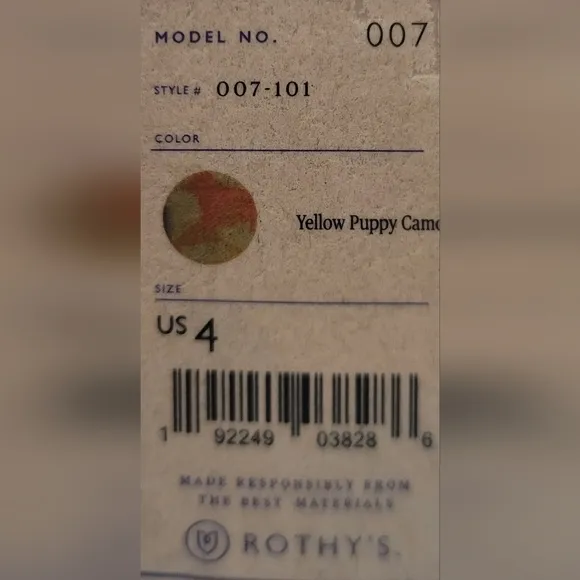 MODEL NO. 007
STYLE # 007-101
COLOR
Yellow Puppy Camo
SIZE
US 4
1 92249 03828 6
MADE RESPONSIBLY FROM
THE BEST MATERIALS
ROTHY'S